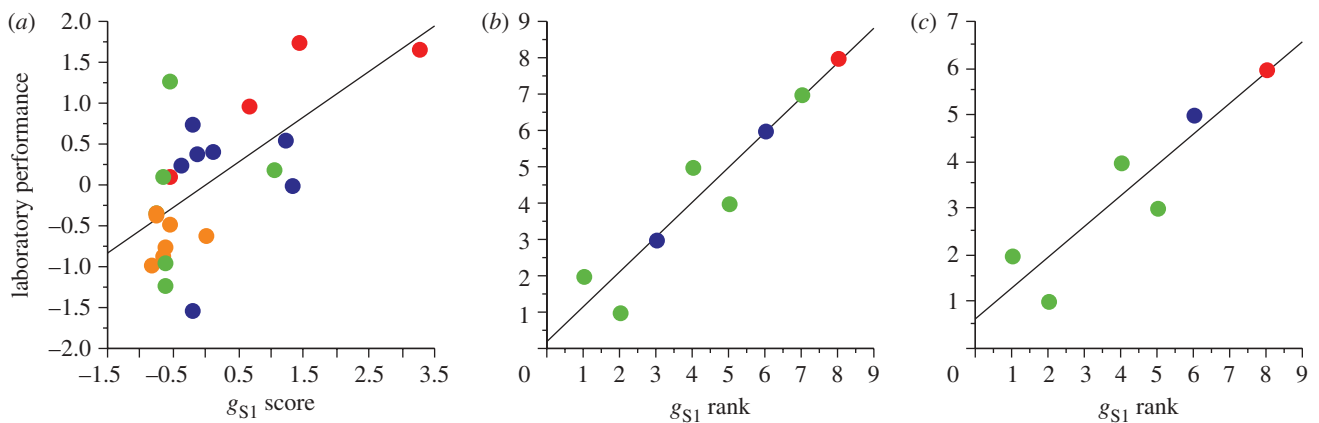 (a)
laboratory performance
2.0
1.5
1.0
0.5
0
–0.5
–1.0
–1.5
–2.0
–1.5 –0.5 0.5 1.5 2.5 3.5
gS1 score
(b)
9
8
7
6
5
4
3
2
1
0 1 2 3 4 5 6 7 8 9
gS1 rank
(c)
7
6
5
4
3
2
1
0 1 2 3 4 5 6 7 8 9
gS1 rank